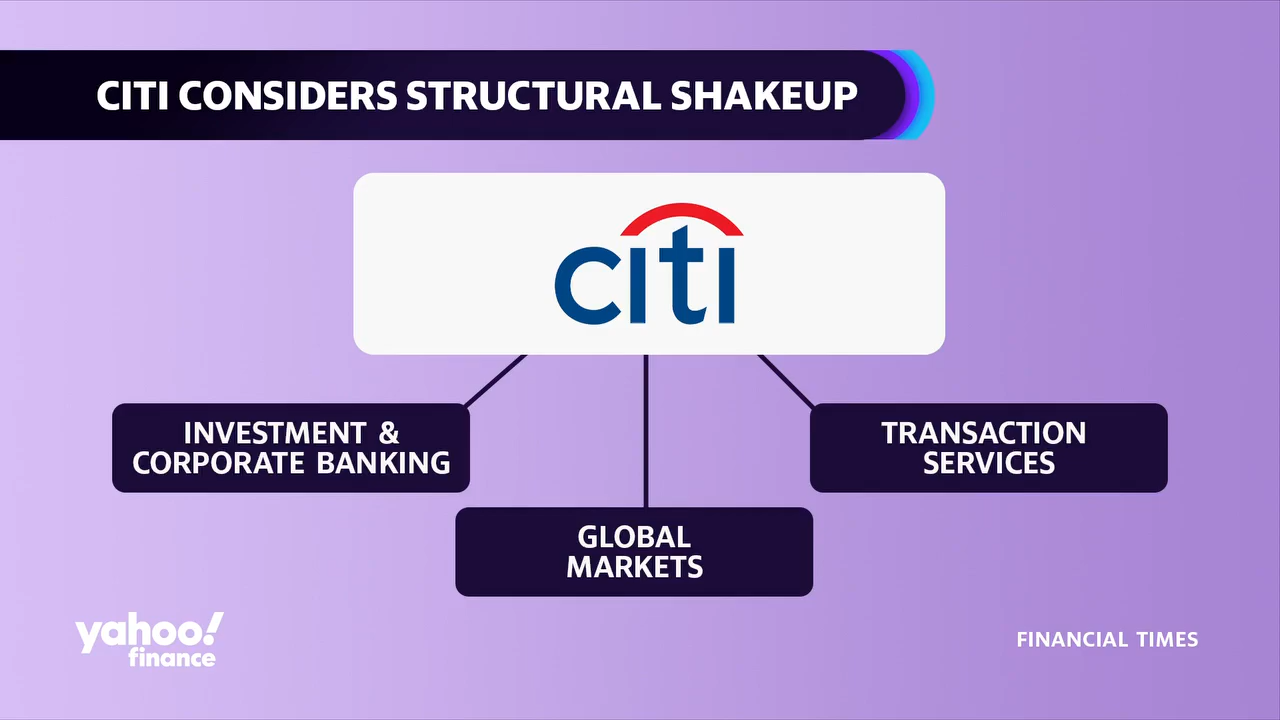 CITI CONSIDERS STRUCTURAL SHAKEUP
citi
INVESTMENT &
CORPORATE BANKING
TRANSACTION
SERVICES
GLOBAL
MARKETS
yahoo!
finance
FINANCIAL TIMES